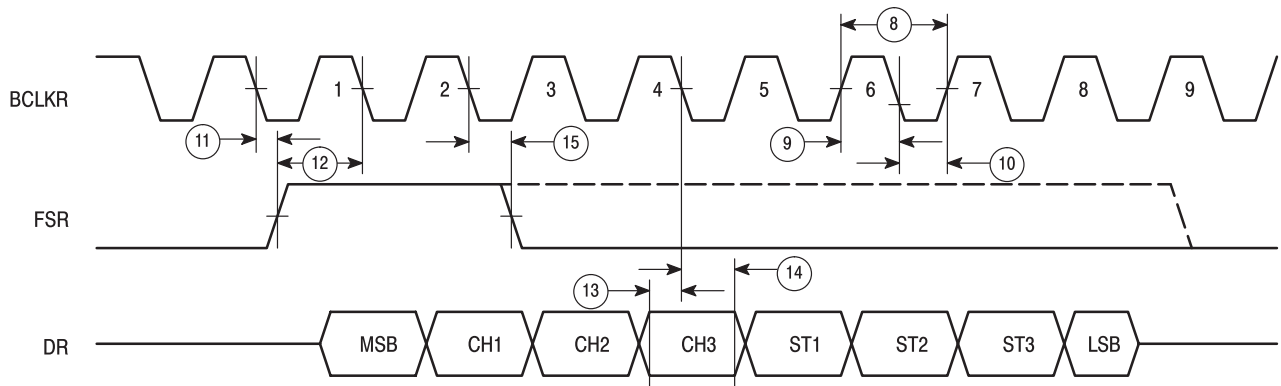 8
BCLKR 1 2 3 4 5 6 7 8 9
11 15 9 10
12
FSR
13 14
DR MSB CH1 CH2 CH3 ST1 ST2 ST3 LSB